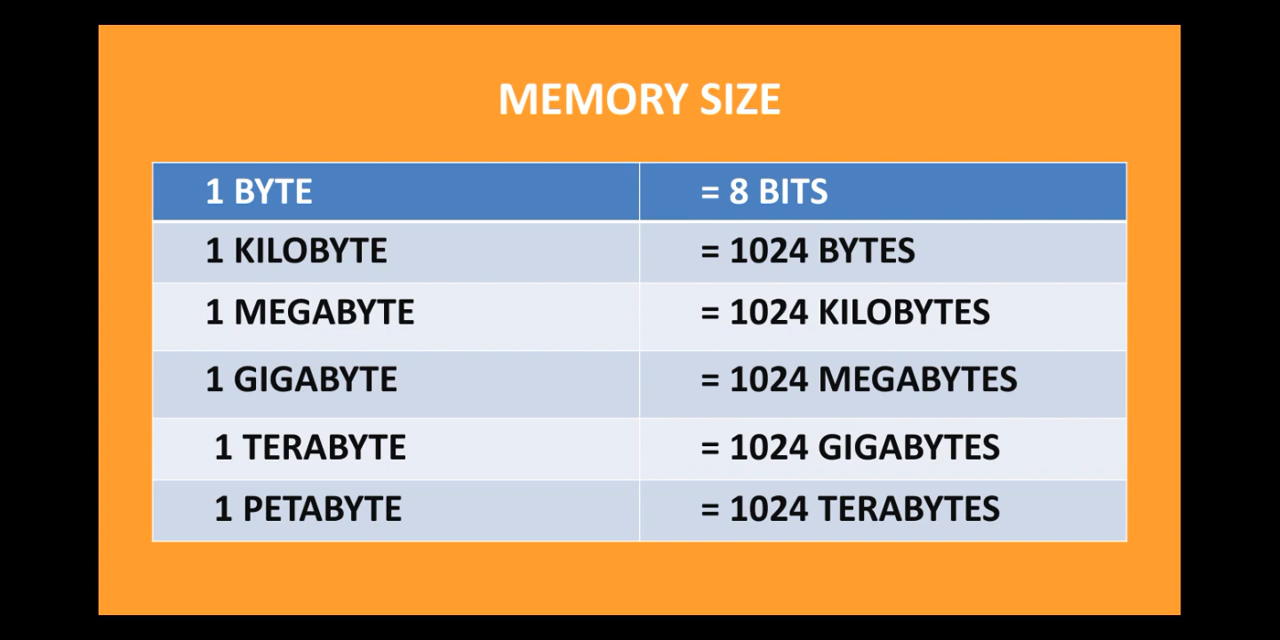 MEMORY SIZE
1 BYTE = 8 BITS
1 KILOBYTE = 1024 BYTES
1 MEGABYTE = 1024 KILOBYTES
1 GIGABYTE = 1024 MEGABYTES
1 TERABYTE = 1024 GIGABYTES
1 PETABYTE = 1024 TERABYTES